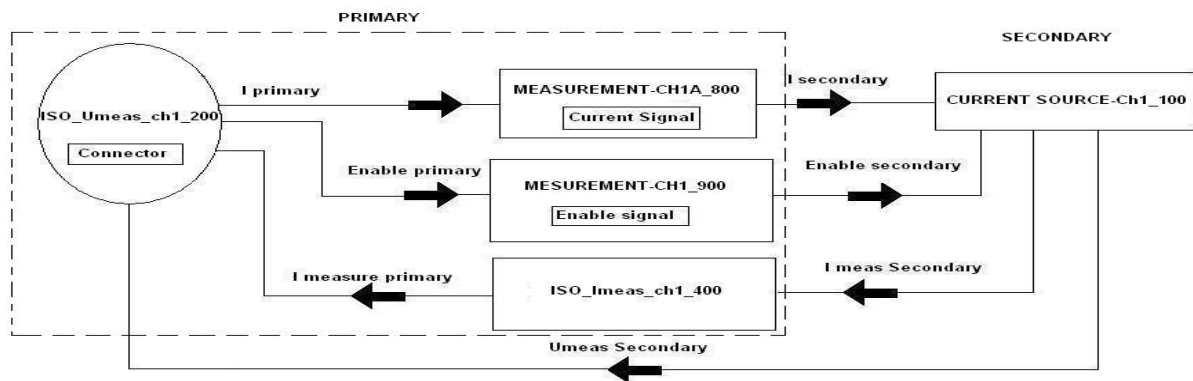 PRIMARY
SECONDARY
I primary
MEASUREMENT-CH1A_800
Current Signal
I secondary
CURRENT SOURCE-Ch1_100
ISO_Umeas_ch1_200
Connector
Enable primary
MESUREMENT-CH1_900
Enable signal
Enable secondary
I measure primary
ISO_Imeas_ch1_400
I meas Secondary
Umeas Secondary